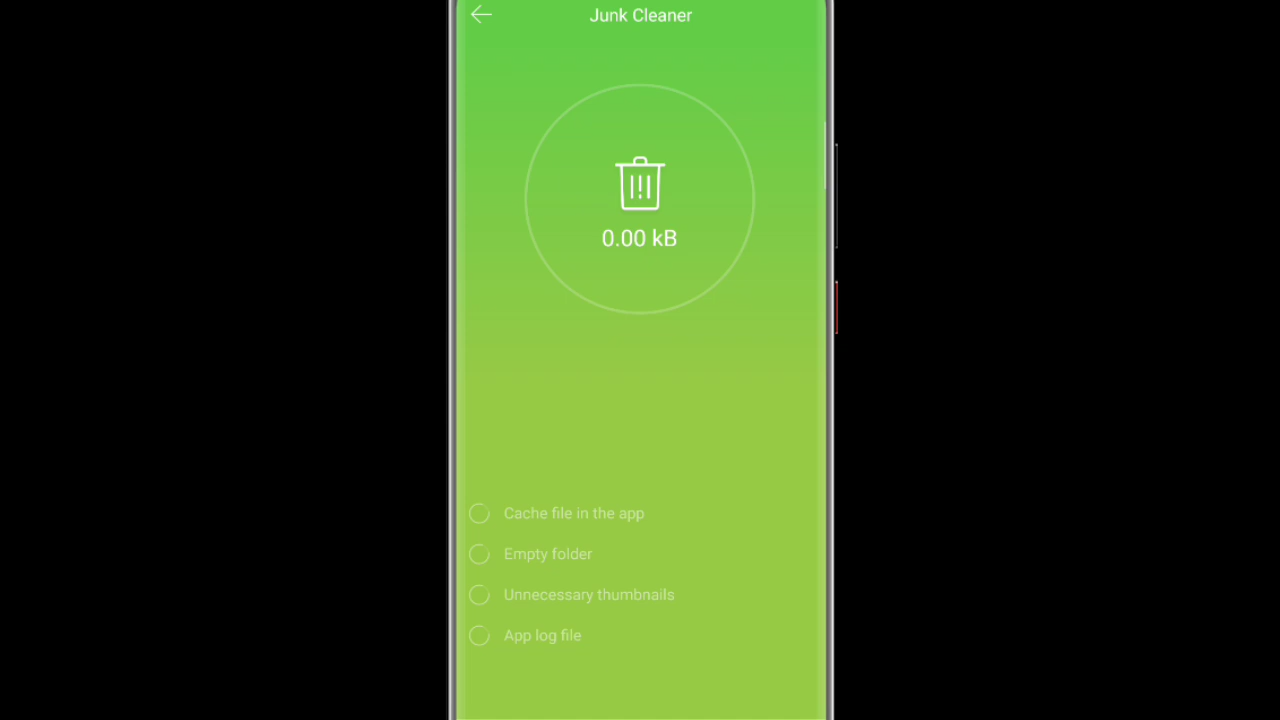 Junk Cleaner
0.00 kB
Cache file in the app
Empty folder
Unnecessary thumbnails
App log file